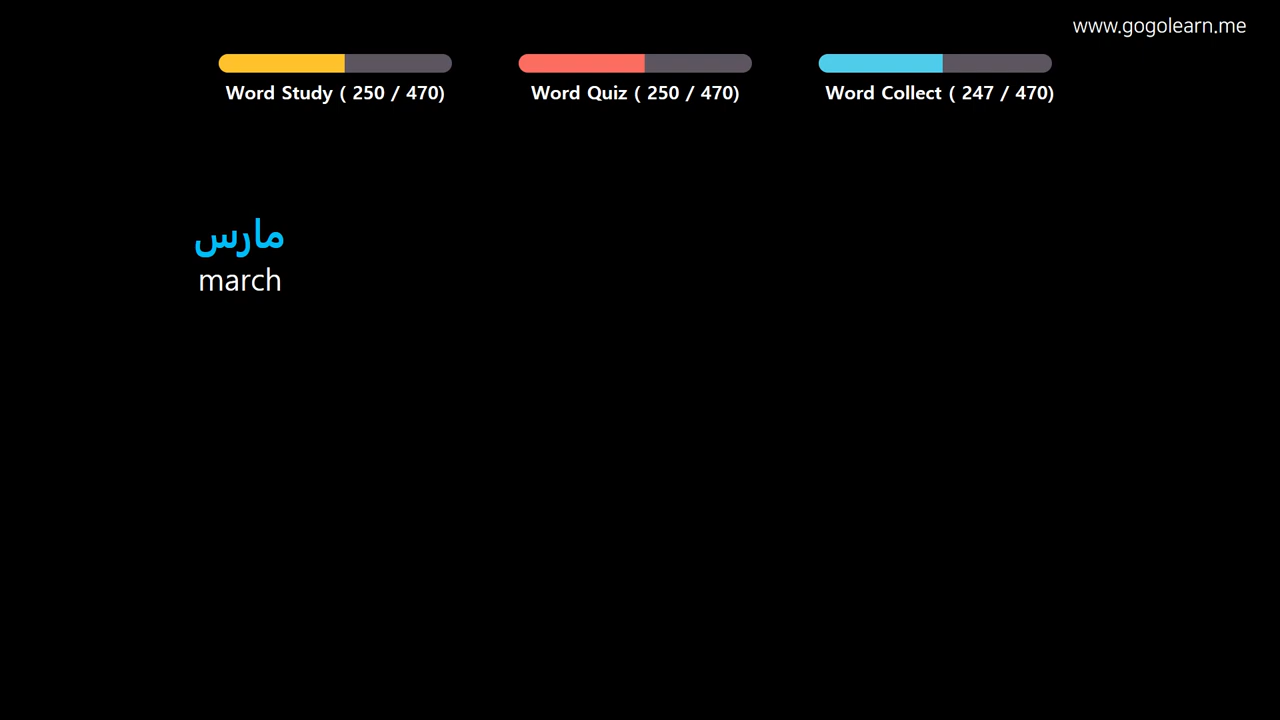 www.gogolearn.me
Word Study ( 250 / 470)
Word Quiz ( 250 / 470)
Word Collect ( 247 / 470)
مارس
march